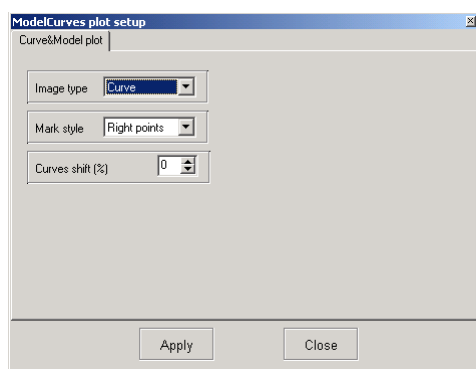 ModelCurves plot setup
Curve&Model plot
Image type Curve
Mark style Right points
Curves shift (%) 0
Apply Close